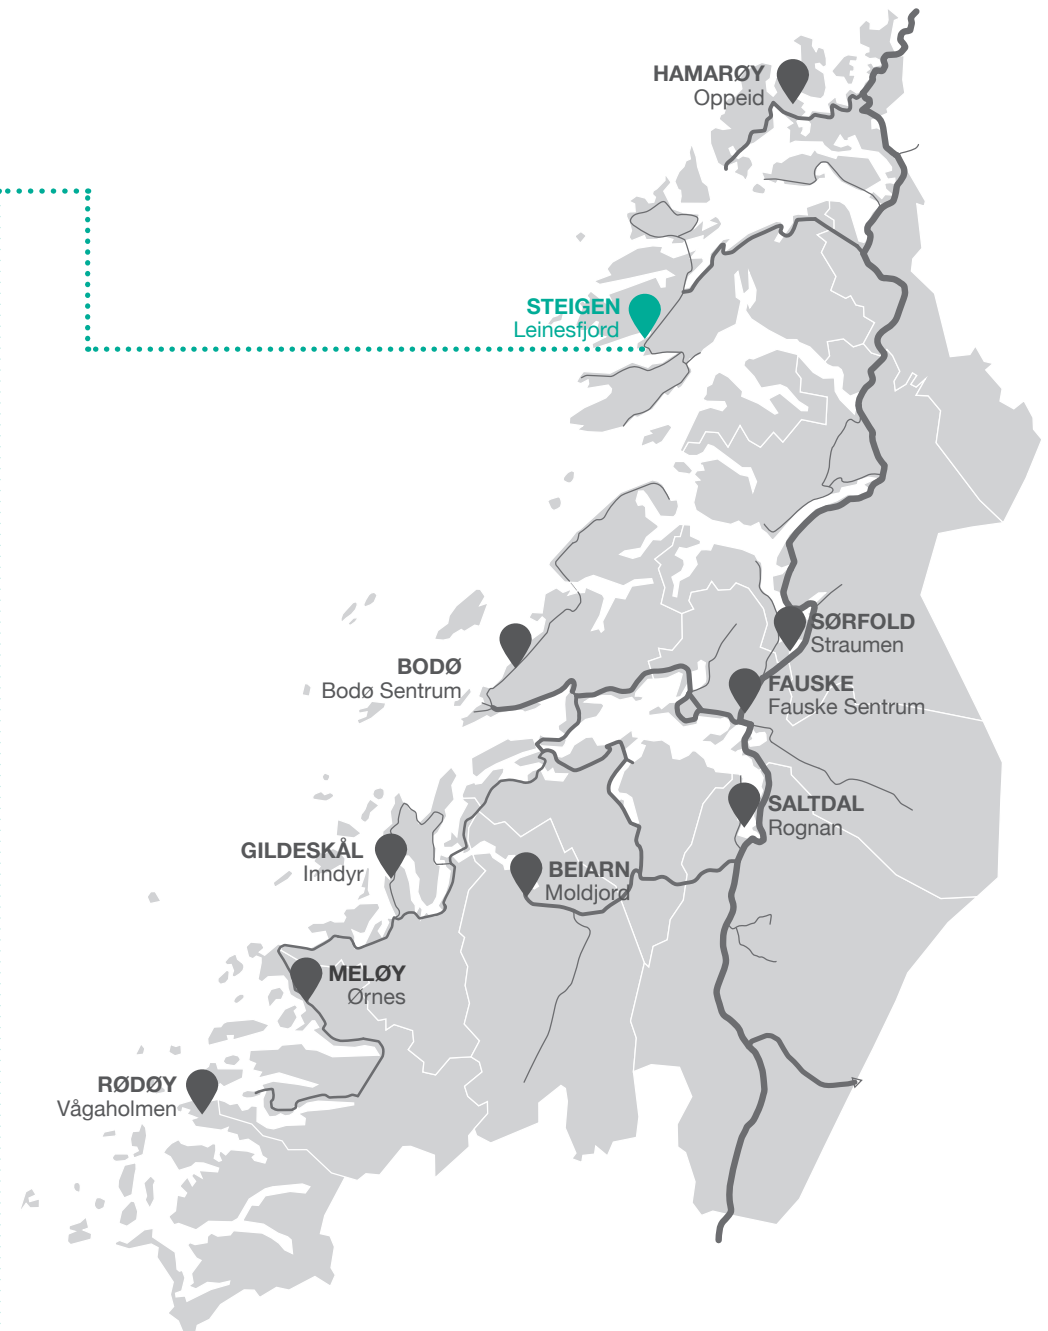 HAMARØY
Oppeid
STEIGEN
Leinesfjord
SØRFOLD
Straumen
BODØ
Bodø Sentrum
FAUSKE
Fauske Sentrum
SALTDAL
Rognan
GILDESKÅL
Inndyr
BEIARN
Moldjord
MELØY
Ørnes
RØDØY
Vågaholmen